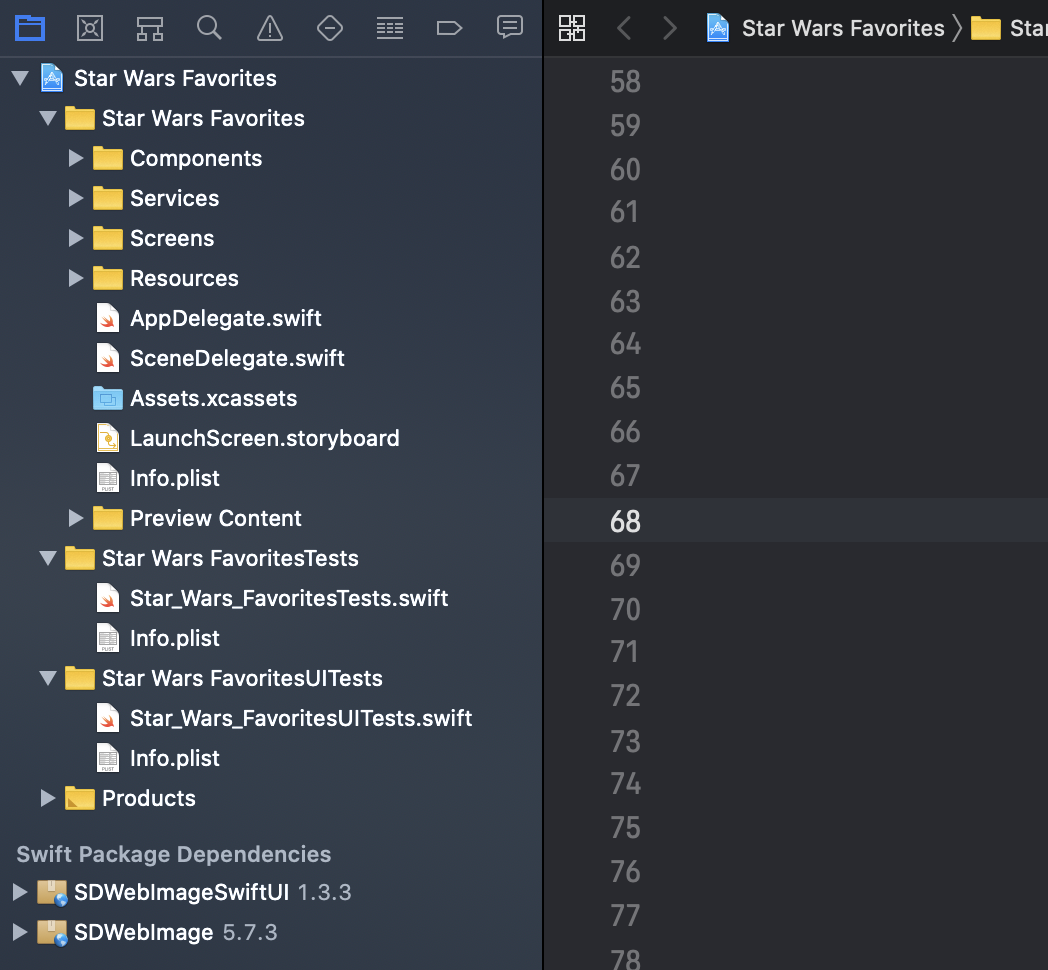 Star Wars Favorites
Star Wars Favorites
Components
Services
Screens
Resources
AppDelegate.swift
SceneDelegate.swift
Assets.xcassets
LaunchScreen.storyboard
Info.plist
Preview Content
Star Wars FavoritesTests
Star_Wars_FavoritesTests.swift
Info.plist
Star Wars FavoritesUITests
Star_Wars_FavoritesUITests.swift
Info.plist
Products
Swift Package Dependencies
SDWebImageSwiftUI 1.3.3
SDWebImage 5.7.3
Star Wars Favorites Star
58
59
60
61
62
63
64
65
66
67
68
69
70
71
72
73
74
75
76
77
78